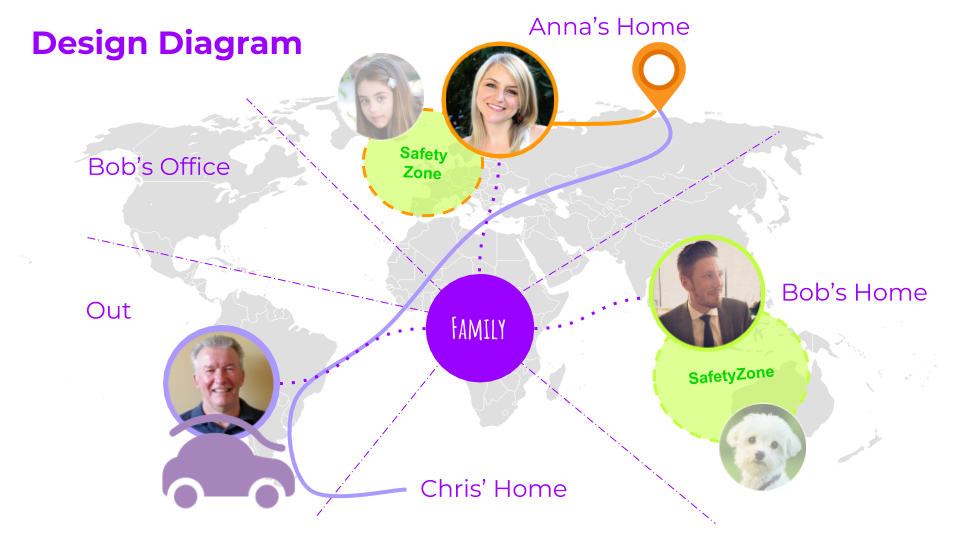 Design Diagram
Anna's Home
Bob's Office
Safety
Zone
Out
Family
Bob's Home
SafetyZone
Chris' Home